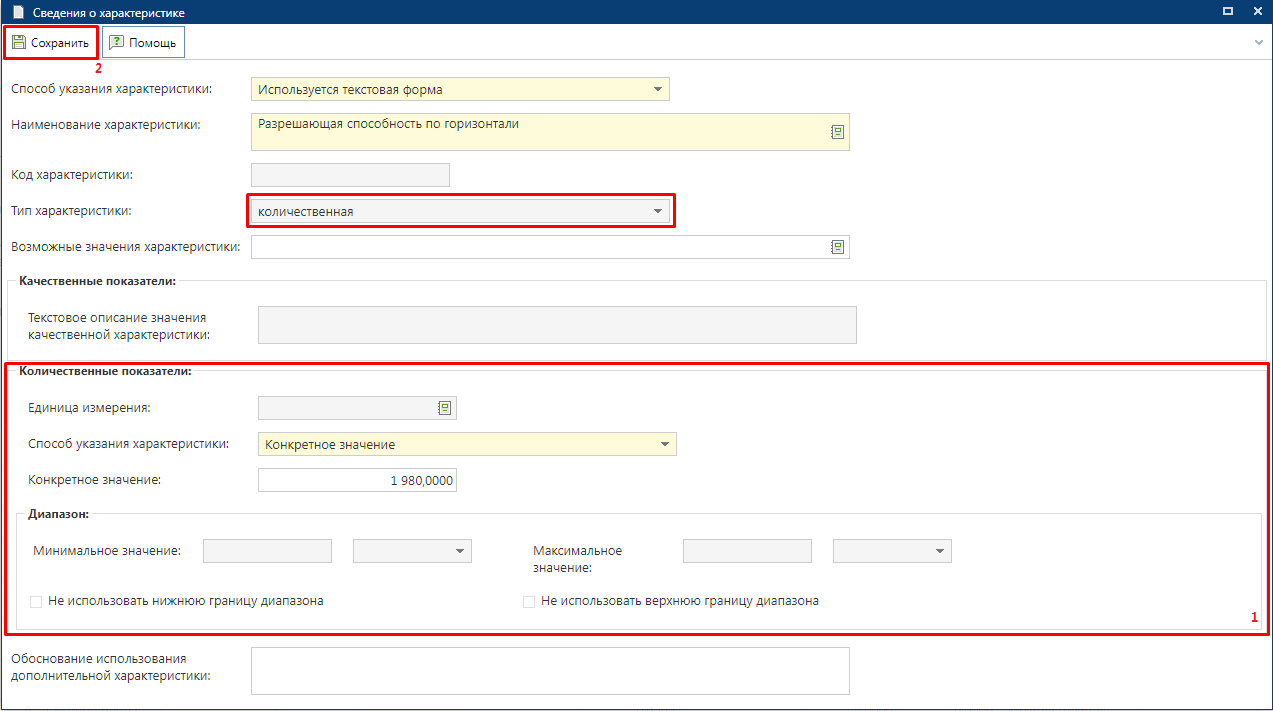 Сведения о характеристике
Сохранить
Помощь
2
Способ указания характеристики:
Используется текстовая форма
Наименование характеристики:
Разрешающая способность по горизонтали
Код характеристики:
Тип характеристики:
количественная
Возможные значения характеристики:
Качественные показатели:
Текстовое описание значения
качественной характеристики:
Количественные показатели:
Единица измерения:
Способ указания характеристики:
Конкретное значение
Конкретное значение:
1 980,0000
Диапазон:
Минимальное значение:
Максимальное
значение:
Не использовать нижнюю границу диапазона
Не использовать верхнюю границу диапазона
1
Обоснование использования
дополнительной характеристики: